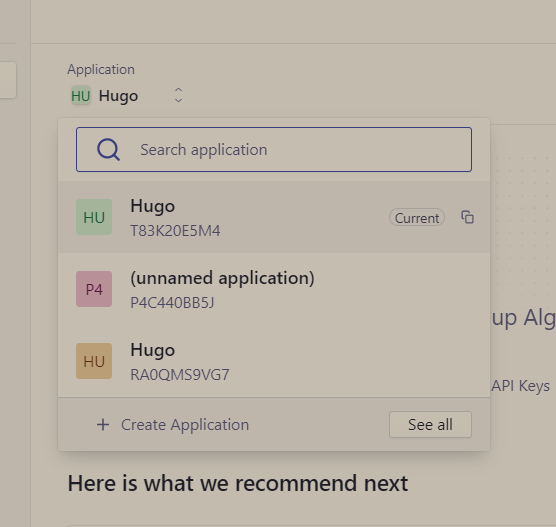 Application
HU Hugo
Search application
HU Hugo
T83K20E5M4
Current
P4 (unnamed application)
P4C440BB5J
HU Hugo
RA0QMS9VG7
up Alg
API Keys
+ Create Application
See all
Here is what we recommend next